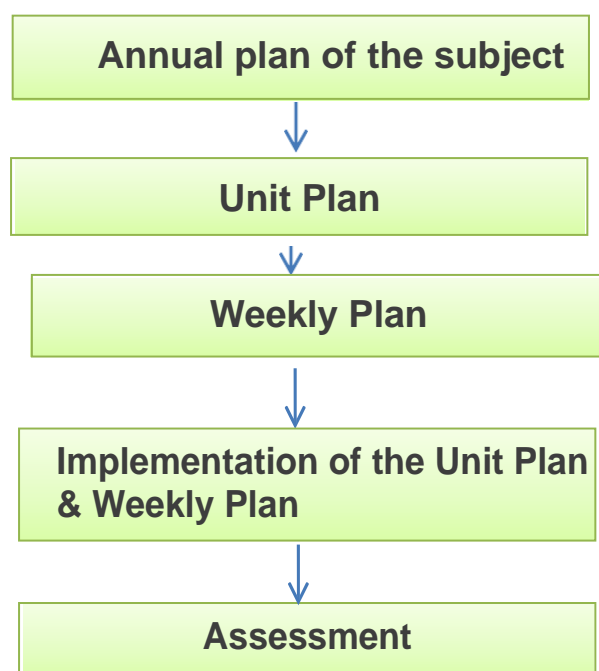 Annual plan of the subject
Unit Plan
Weekly Plan
Implementation of the Unit Plan
& Weekly Plan
Assessment